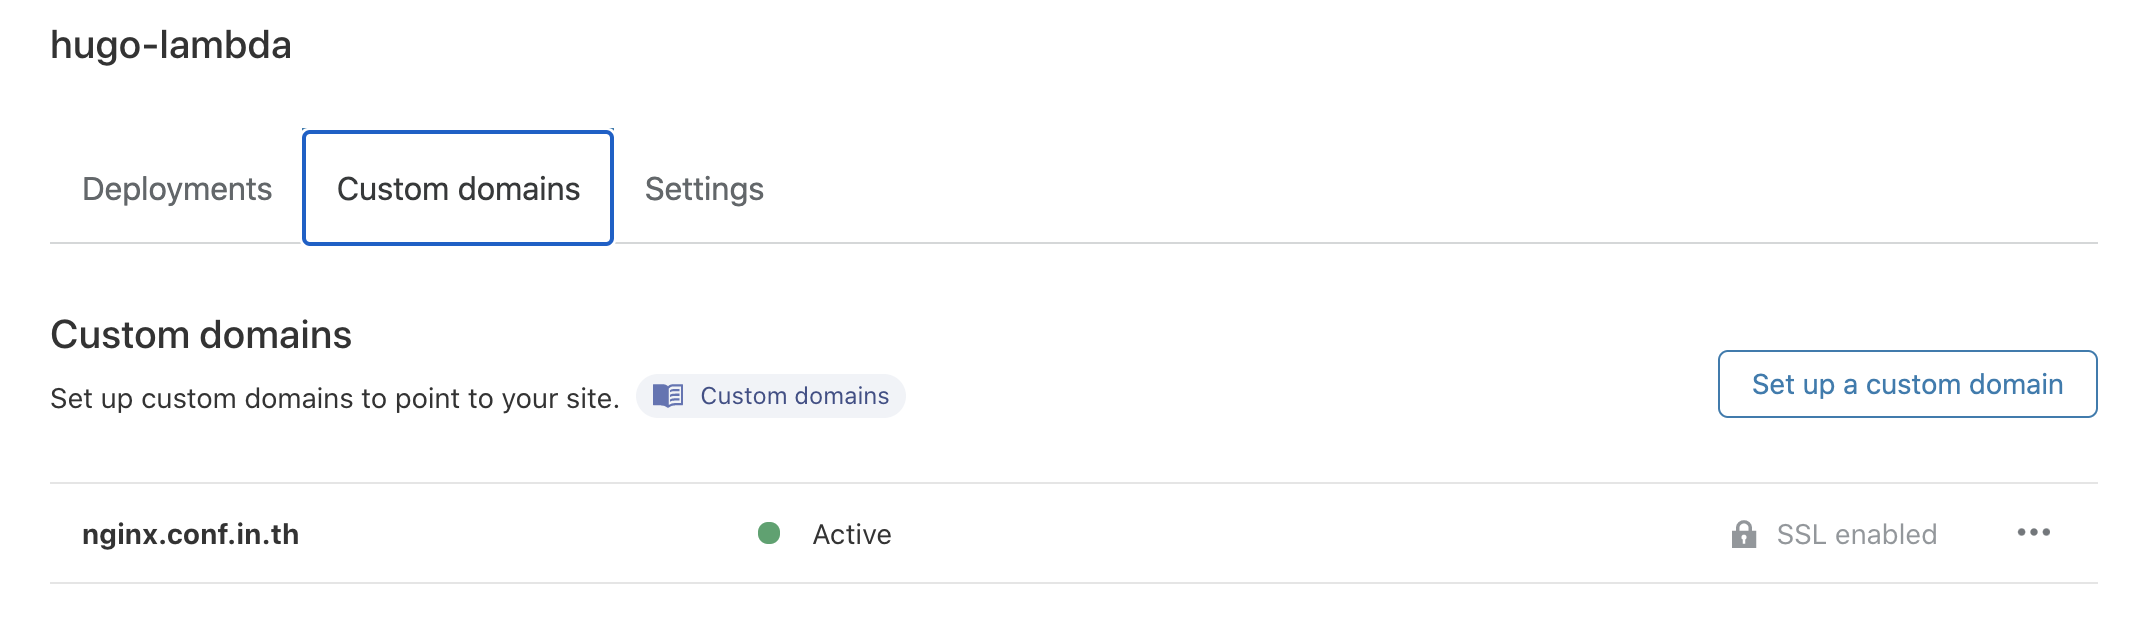 hugo-lambda
Deployments Custom domains Settings
Custom domains
Set up custom domains to point to your site. Custom domains
Set up a custom domain
nginx.conf.in.th Active SSL enabled